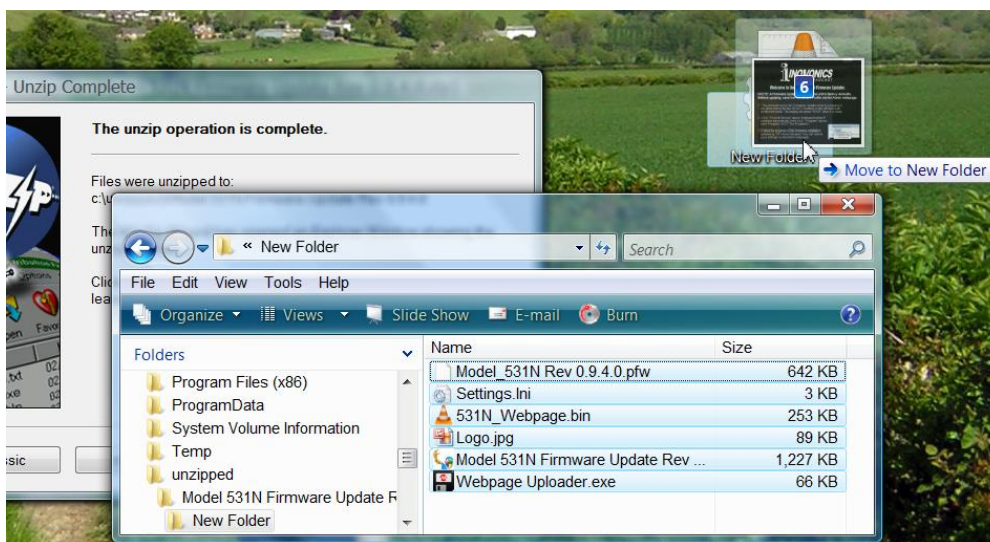 Unzip Complete
The unzip operation is complete.
Files were unzipped to:
c:\u
The
unz
Clic
lea
ssic
INOVONICS
6
New Folder
Move to New Folder
« New Folder
Search
File Edit View Tools Help
Organize Views Slide Show E-mail Burn
Folders
Program Files (x86)
ProgramData
System Volume Information
Temp
unzipped
Model 531N Firmware Update R
New Folder
Name Size
Model_531N Rev 0.9.4.0.pfw 642 KB
Settings.Ini 3 KB
531N_Webpage.bin 253 KB
Logo.jpg 89 KB
Model 531N Firmware Update Rev ... 1,227 KB
Webpage Uploader.exe 66 KB